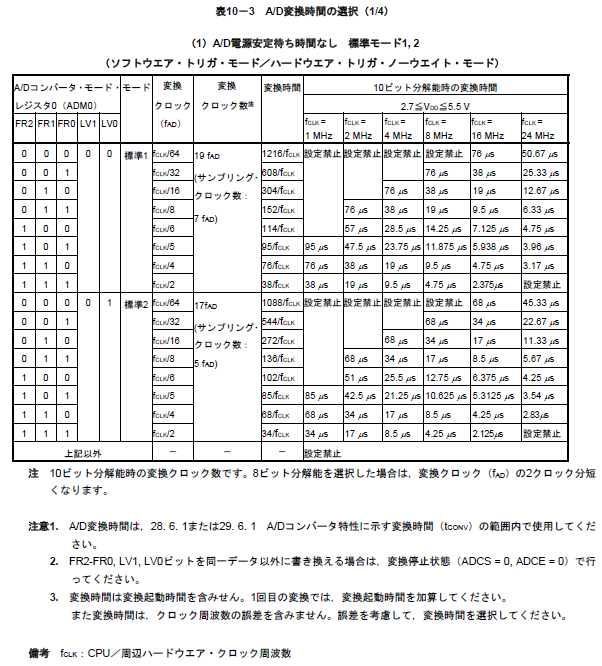 表10－3　A/D変換時間の選択（1/4）
（1）A/D電源安定待ち時間なし　標準モード1, 2
（ソフトウエア・トリガ・モード／ハードウエア・トリガ・ノーウエイト・モード）
A/Dコンバータ・モード・レジスタ0（ADM0） モード 変換クロック（fAD） 変換クロック数注 変換時間 10ビット分解能時の変換時間
2.7≦VDD≦5.5 V
FR2 FR1 FR0 LV1 LV0 fCLK = 1 MHz fCLK = 2 MHz fCLK = 4 MHz fCLK = 8 MHz fCLK = 16 MHz fCLK = 24 MHz
0 0 0 0 0 標準1 fCLK/64 19 fAD（サンプリング・クロック数：7 fAD） 1216/fCLK 設定禁止 設定禁止 設定禁止 設定禁止 76 μs 50.67 μs
0 0 1 fCLK/32 608/fCLK 76 μs 38 μs 25.33 μs
0 1 0 fCLK/16 304/fCLK 76 μs 38 μs 19 μs 12.67 μs
0 1 1 fCLK/8 152/fCLK 76 μs 38 μs 19 μs 9.5 μs 6.33 μs
1 0 0 fCLK/6 114/fCLK 57 μs 28.5 μs 14.25 μs 7.125 μs 4.75 μs
1 0 1 fCLK/5 95/fCLK 95 μs 47.5 μs 23.75 μs 11.875 μs 5.938 μs 3.96 μs
1 1 0 fCLK/4 76/fCLK 76 μs 38 μs 19 μs 9.5 μs 4.75 μs 3.17 μs
1 1 1 fCLK/2 38/fCLK 38 μs 19 μs 9.5 μs 4.75 μs 2.375μs 設定禁止
0 0 0 0 1 標準2 fCLK/64 17fAD（サンプリング・クロック数：5 fAD） 1088/fCLK 設定禁止 設定禁止 設定禁止 設定禁止 68 μs 45.33 μs
0 0 1 fCLK/32 544/fCLK 68 μs 34 μs 22.67 μs
0 1 0 fCLK/16 272/fCLK 68 μs 34 μs 17 μs 11.33 μs
0 1 1 fCLK/8 136/fCLK 68 μs 34 μs 17 μs 8.5 μs 5.67 μs
1 0 0 fCLK/6 102/fCLK 51 μs 25.5 μs 12.75 μs 6.375 μs 4.25 μs
1 0 1 fCLK/5 85/fCLK 85 μs 42.5 μs 21.25 μs 10.625 μs 5.3125 μs 3.54 μs
1 1 0 fCLK/4 68/fCLK 68 μs 34 μs 17 μs 8.5 μs 4.25 μs 2.83μs
1 1 1 fCLK/2 34/fCLK 34 μs 17 μs 8.5 μs 4.25 μs 2.125μs 設定禁止
上記以外 － － － 設定禁止
注　10ビット分解能時の変換クロック数です。8ビット分解能を選択した場合は，変換クロック（fAD）の2クロック分短
くなります。
注意1.　A/D変換時間は，28. 6. 1または29. 6. 1　A/Dコンバータ特性に示す変換時間（tCONV）の範囲内で使用してくだ
さい。
2.　FR2-FR0, LV1, LV0ビットを同一データ以外に書き換える場合は，変換停止状態（ADCS = 0, ADCE = 0）で行
ってください。
3.　変換時間は変換起動時間を含みません。1回目の変換では，変換起動時間を加算してください。
また変換時間は，クロック周波数の誤差を含みません。誤差を考慮して，変換時間を選択してください。
備考　fCLK：CPU／周辺ハードウエア・クロック周波数